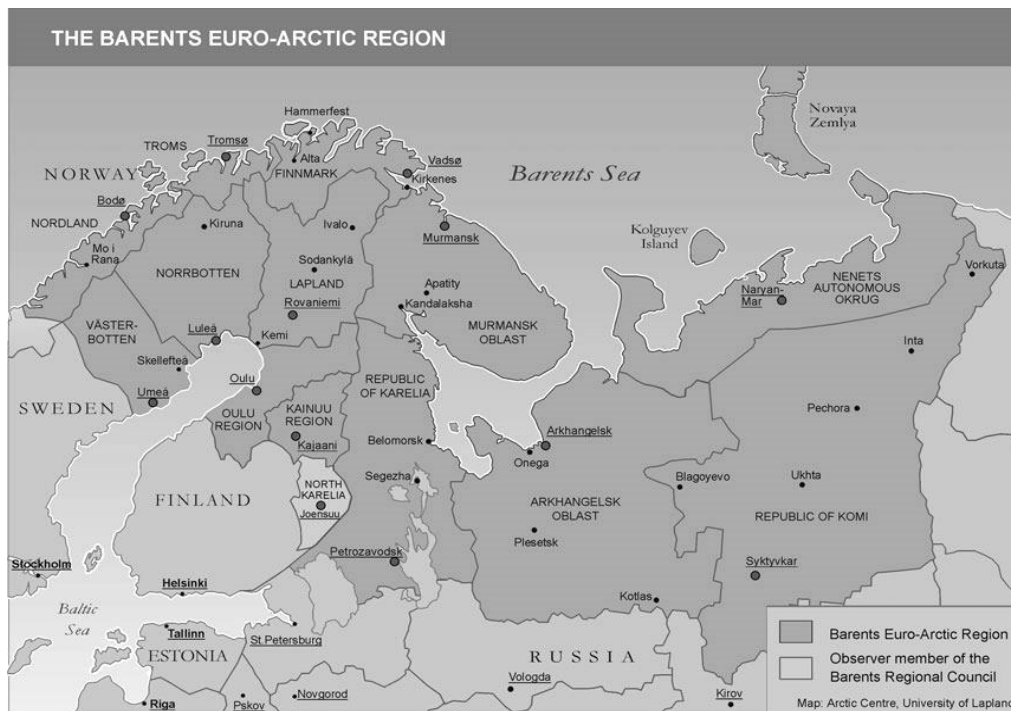 THE BARENTS EURO-ARCTIC REGION
Hammerfest
Novaya
Zemlya
TROMS
Tromsø
Alta
FINNMARK
Vadsø
Kirkenes
NORWAY
Barents Sea
Bodø
NORDLAND
Kiruna
Ivalo
Murmansk
Kolguyev
Island
Mo i
Rana
NORRBOTTEN
Sodankylä
LAPLAND
Rovaniemi
Apatity
Kandalaksha
MURMANSK
OBLAST
Naryan-
Mar
NENETS
AUTONOMOUS
OKRUG
Vorkuta
VÄSTER-
BOTTEN
Luleå
Kemi
Inta
Skellefteå
Umeå
Oulu
REPUBLIC
OF KARELIA
SWEDEN
OULU
REGION
KAINUU
REGION
Kajaani
Pechora
Belomorsk
Arkhangelsk
Onega
Segezha
Blagoyevo
Ukhta
FINLAND
NORTH
KARELIA
Joensuu
ARKHANGELSK
OBLAST
REPUBLIC OF KOMI
Plesetsk
Petrozavodsk
Syktyvkar
Stockholm
Helsinki
Kotlas
Baltic
Sea
Tallinn
ESTONIA
St.Petersburg
RUSSIA
Vologda
Kirov
Riga
Pskov
Novgorod
Barents Euro-Arctic Region
Observer member of the
Barents Regional Council
Map: Arctic Centre, University of Lapland